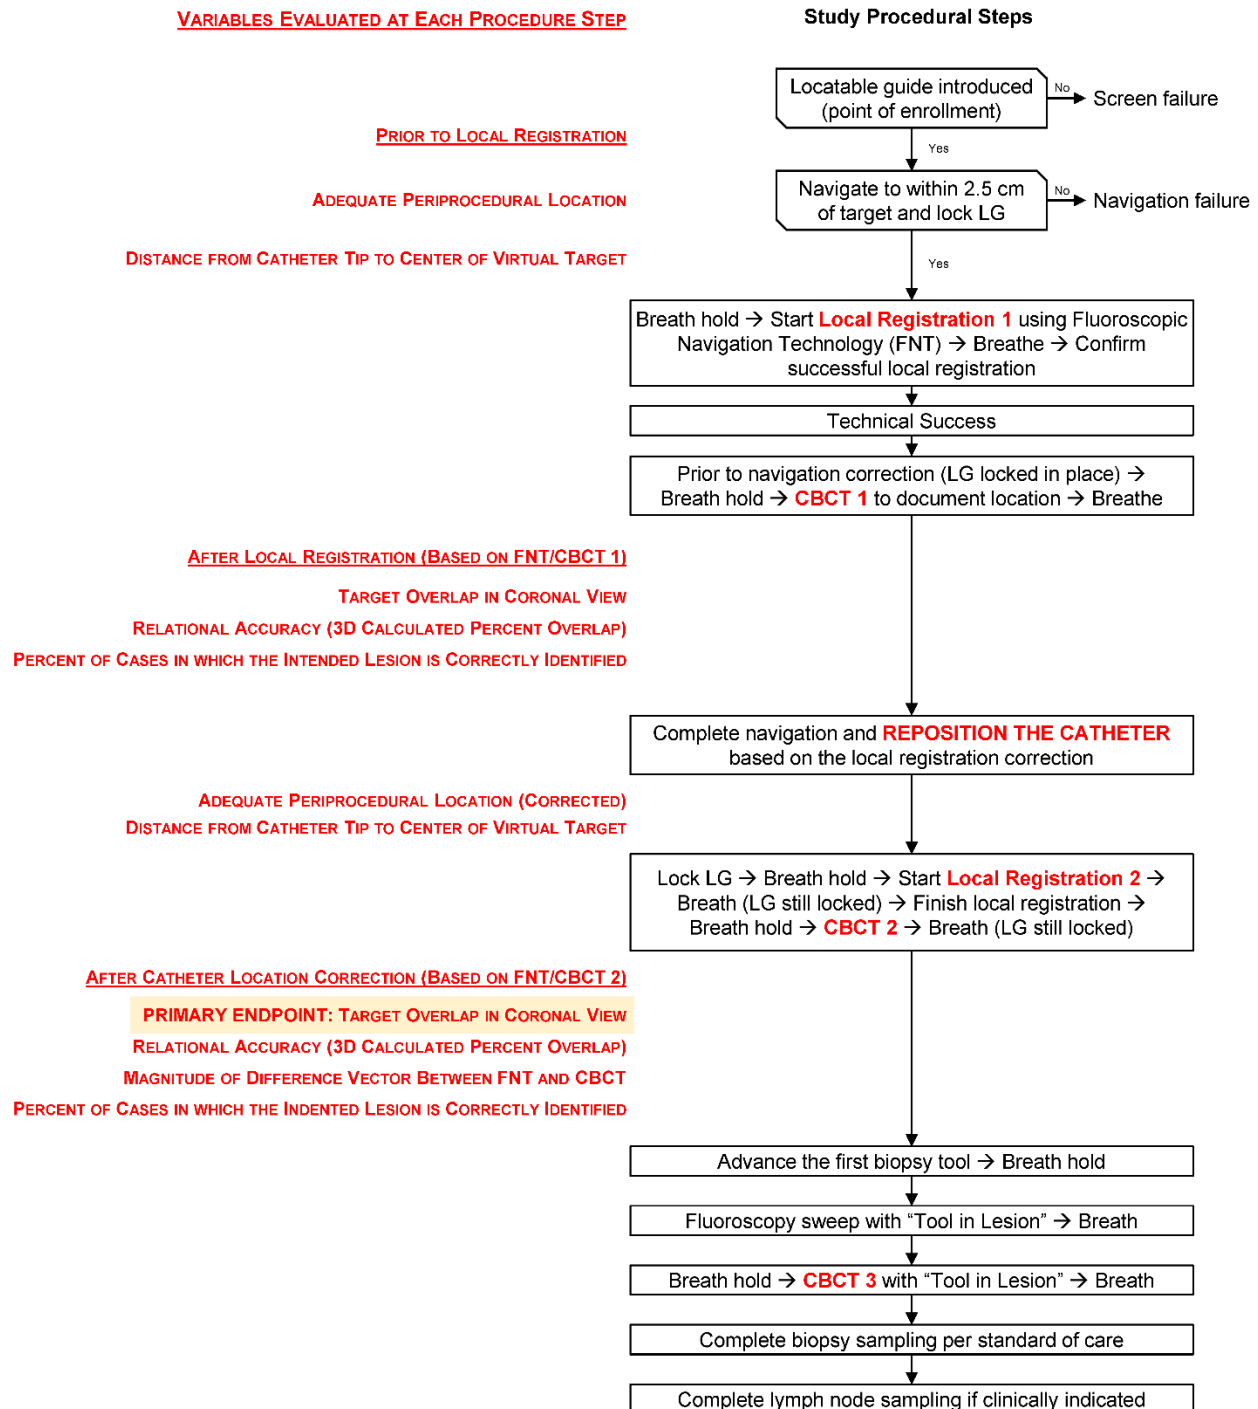 VARIABLES EVALUATED AT EACH PROCEDURE STEP
Study Procedural Steps
Locatable guide introduced
(point of enrollment)
No
Screen failure
PRIOR TO LOCAL REGISTRATION
Yes
ADEQUATE PERIPROCEDURAL LOCATION
Navigate to within 2.5 cm
of target and lock LG
No
Navigation failure
DISTANCE FROM CATHETER TIP TO CENTER OF VIRTUAL TARGET
Yes
Breath hold → Start Local Registration 1 using Fluoroscopic
Navigation Technology (FNT) → Breathe → Confirm
successful local registration
Technical Success
Prior to navigation correction (LG locked in place) →
Breath hold → CBCT 1 to document location → Breathe
AFTER LOCAL REGISTRATION (BASED ON FNT/CBCT 1)
TARGET OVERLAP IN CORONAL VIEW
RELATIONAL ACCURACY (3D CALCULATED PERCENT OVERLAP)
PERCENT OF CASES IN WHICH THE INTENDED LESION IS CORRECTLY IDENTIFIED
Complete navigation and REPOSITION THE CATHETER
based on the local registration correction
ADEQUATE PERIPROCEDURAL LOCATION (CORRECTED)
DISTANCE FROM CATHETER TIP TO CENTER OF VIRTUAL TARGET
Lock LG → Breath hold → Start Local Registration 2 →
Breath (LG still locked) → Finish local registration →
Breath hold → CBCT 2 → Breath (LG still locked)
AFTER CATHETER LOCATION CORRECTION (BASED ON FNT/CBCT 2)
PRIMARY ENDPOINT: TARGET OVERLAP IN CORONAL VIEW
RELATIONAL ACCURACY (3D CALCULATED PERCENT OVERLAP)
MAGNITUDE OF DIFFERENCE VECTOR BETWEEN FNT AND CBCT
PERCENT OF CASES IN WHICH THE INDENTED LESION IS CORRECTLY IDENTIFIED
Advance the first biopsy tool → Breath hold
Fluoroscopy sweep with “Tool in Lesion” → Breath
Breath hold → CBCT 3 with “Tool in Lesion” → Breath
Complete biopsy sampling per standard of care
Complete lymph node sampling if clinically indicated